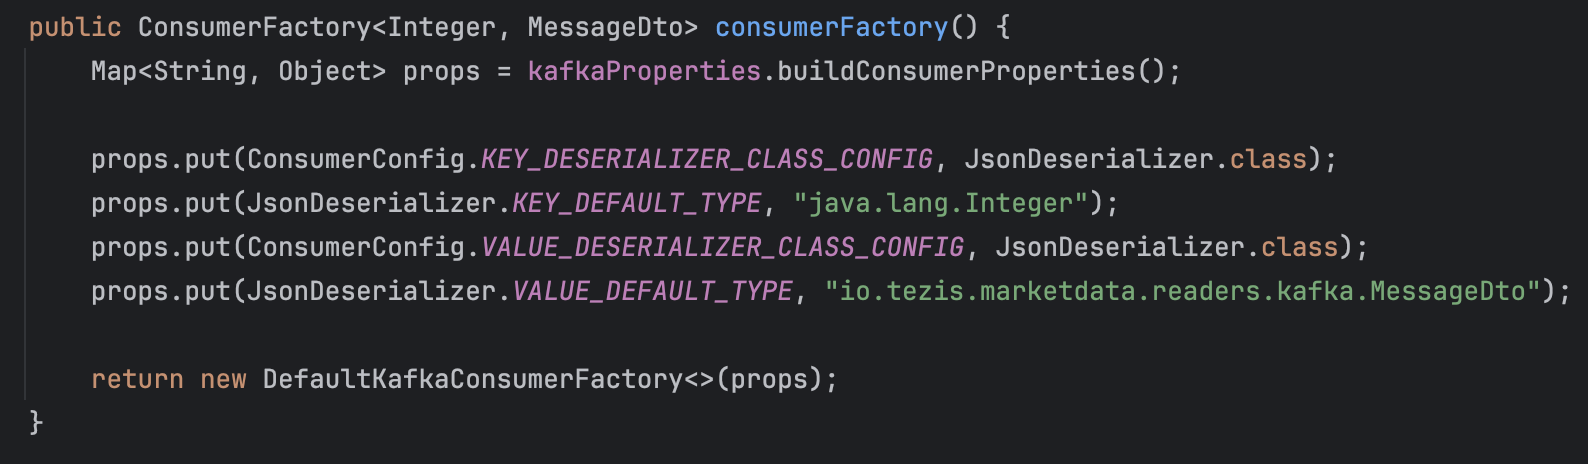 public ConsumerFactory<Integer, MessageDto> consumerFactory() {
Map<String, Object> props = kafkaProperties.buildConsumerProperties();
props.put(ConsumerConfig.KEY_DESERIALIZER_CLASS_CONFIG, JsonDeserializer.class);
props.put(JsonDeserializer.KEY_DEFAULT_TYPE, "java.lang.Integer");
props.put(ConsumerConfig.VALUE_DESERIALIZER_CLASS_CONFIG, JsonDeserializer.class);
props.put(JsonDeserializer.VALUE_DEFAULT_TYPE, "io.tezis.marketdata.readers.kafka.MessageDto");
return new DefaultKafkaConsumerFactory<>(props);
}